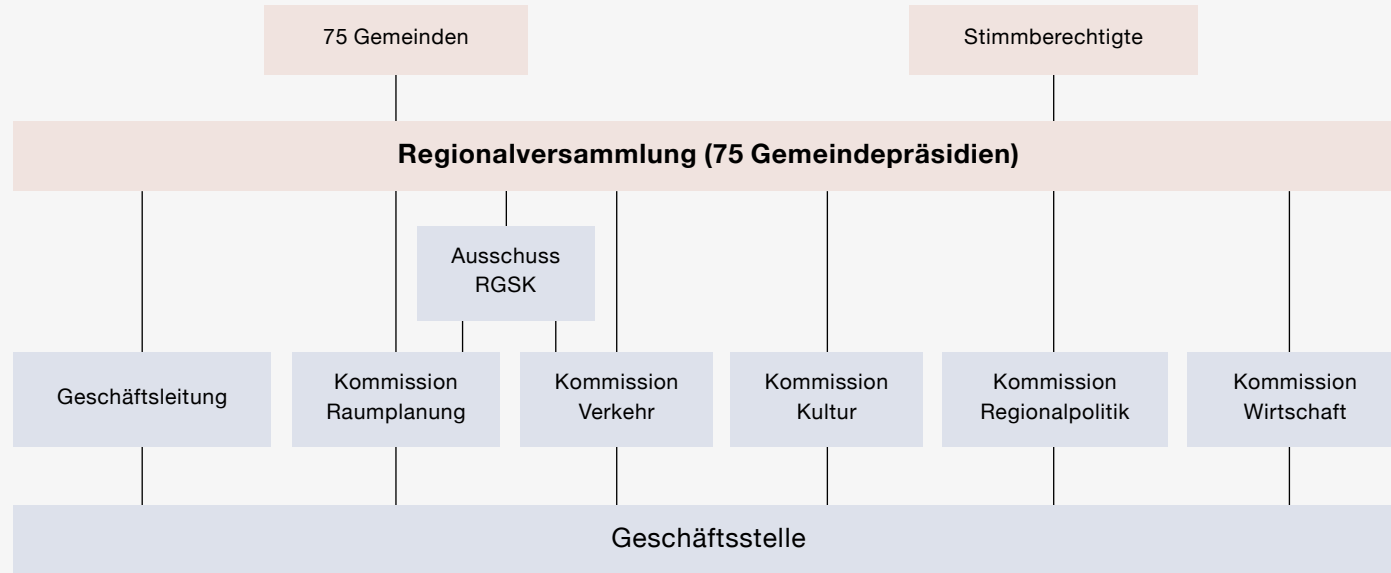 75 Gemeinden
Stimmberechtigte
Regionalversammlung (75 Gemeindepräsidien)
Ausschuss
RGSK
Geschäftsleitung
Kommission
Raumplanung
Kommission
Verkehr
Kommission
Kultur
Kommission
Regionalpolitik
Kommission
Wirtschaft
Geschäftsstelle